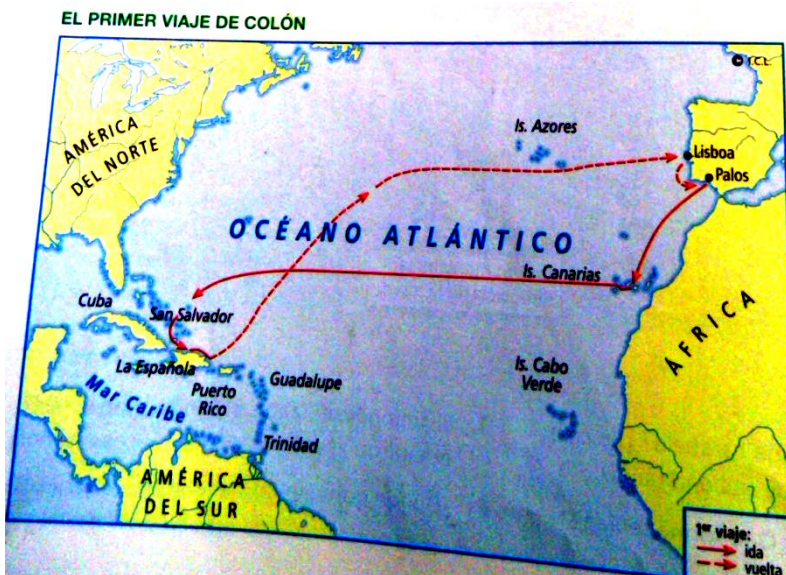 EL PRIMER VIAJE DE COLÓN
© I.C.L.
AMÉRICA
DEL NORTE
Is. Azores
Lisboa
Palos
OCÉANO ATLÁNTICO
Is. Canarias
Cuba
San Salvador
ÁFRICA
La Española
Puerto
Rico
Guadalupe
Is. Cabo
Verde
Mar Caribe
Trinidad
AMÉRICA
DEL SUR
1er viaje:
ida
vuelta